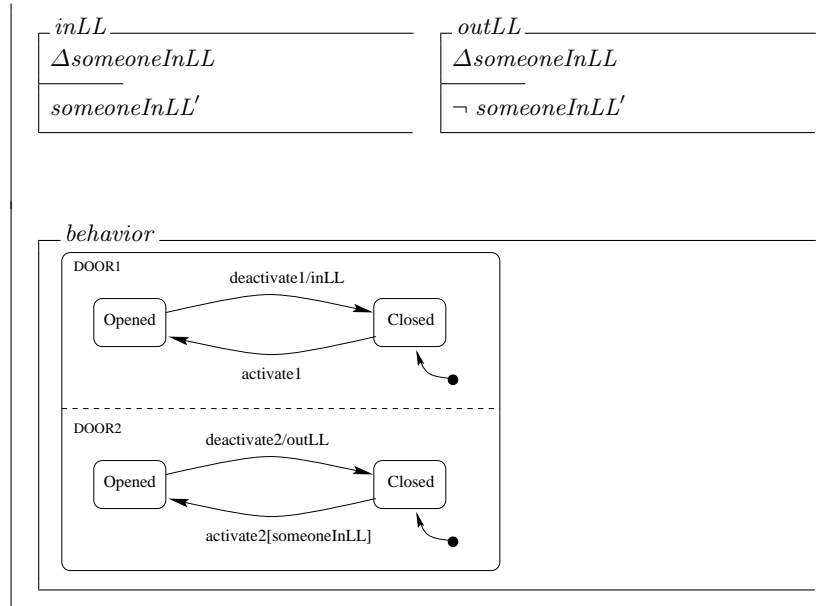 inLL
ΔsomeoneInLL
someoneInLL′
outLL
ΔsomeoneInLL
¬ someoneInLL′
behavior
DOOR1
deactivate1/inLL
Opened
Closed
activate1
DOOR2
deactivate2/outLL
Opened
Closed
activate2[someoneInLL]